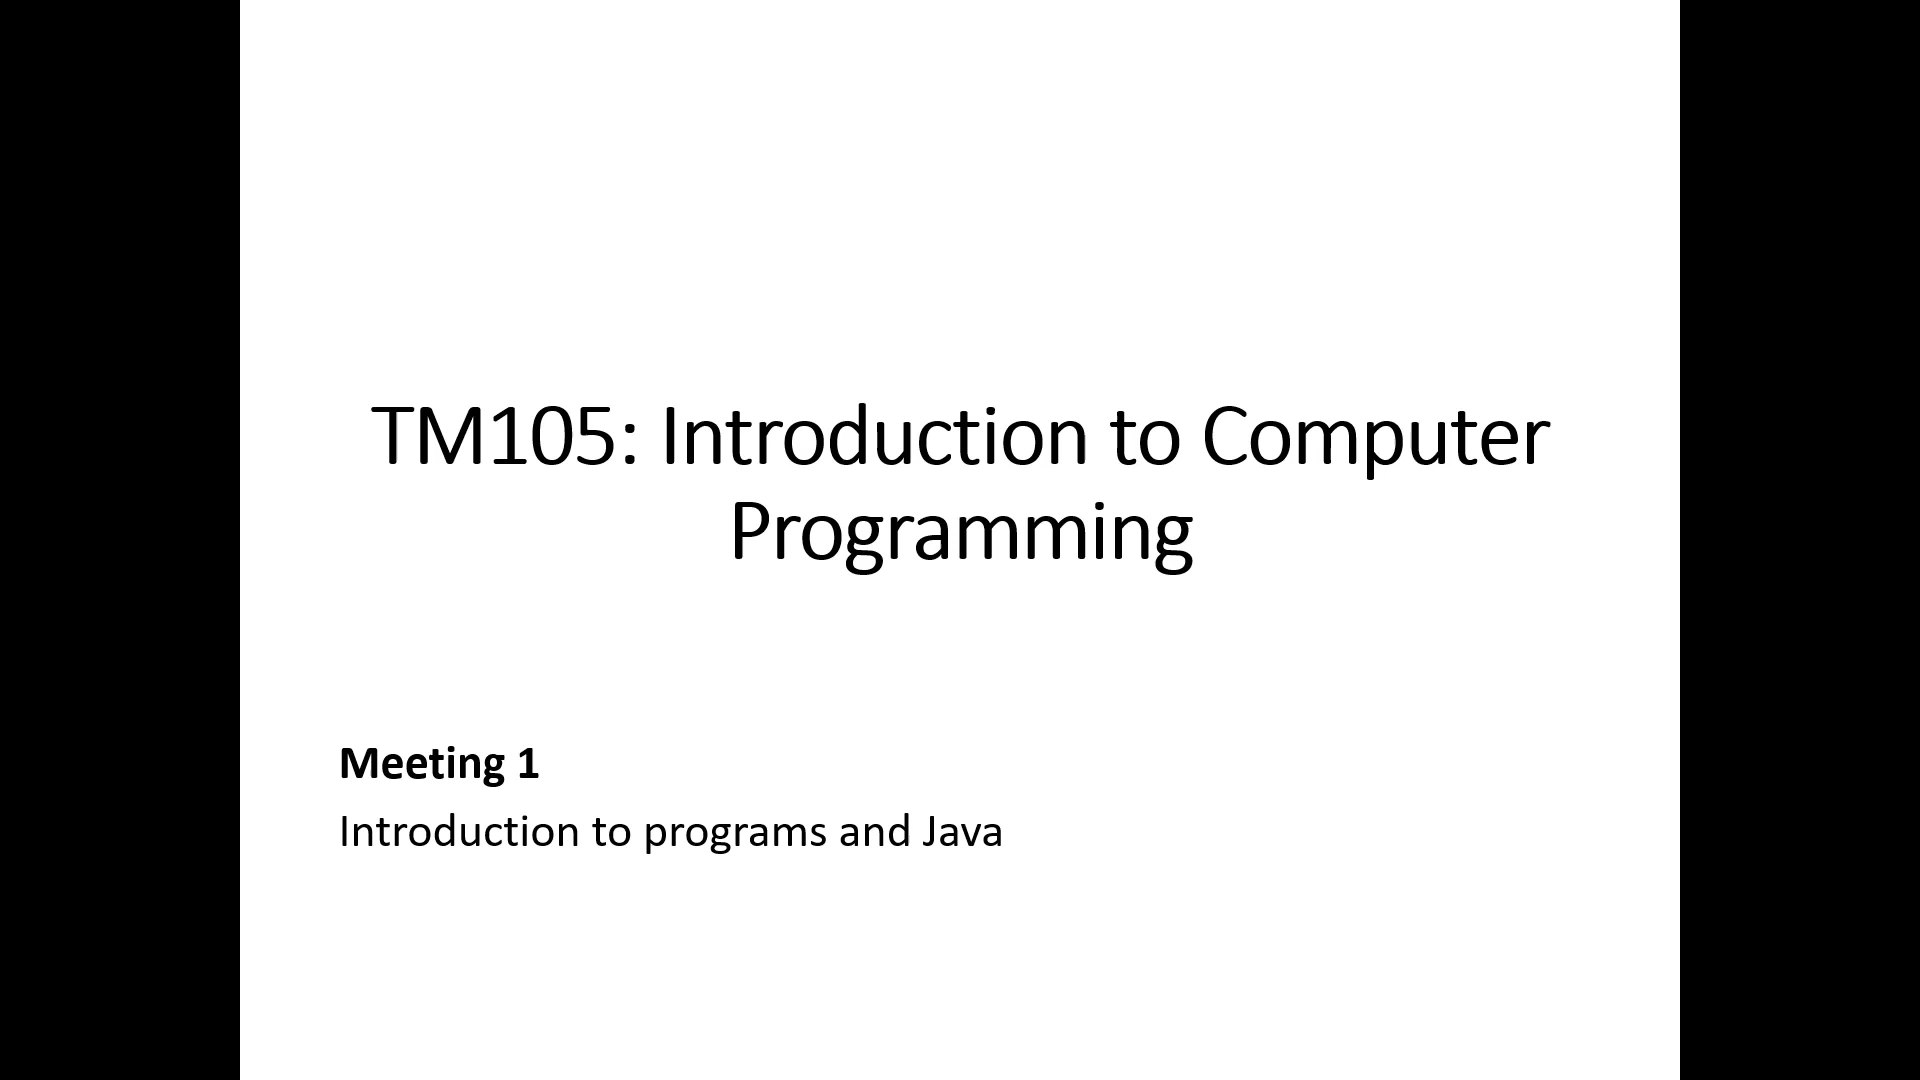 TM105: Introduction to Computer
Programming
Meeting 1
Introduction to programs and Java